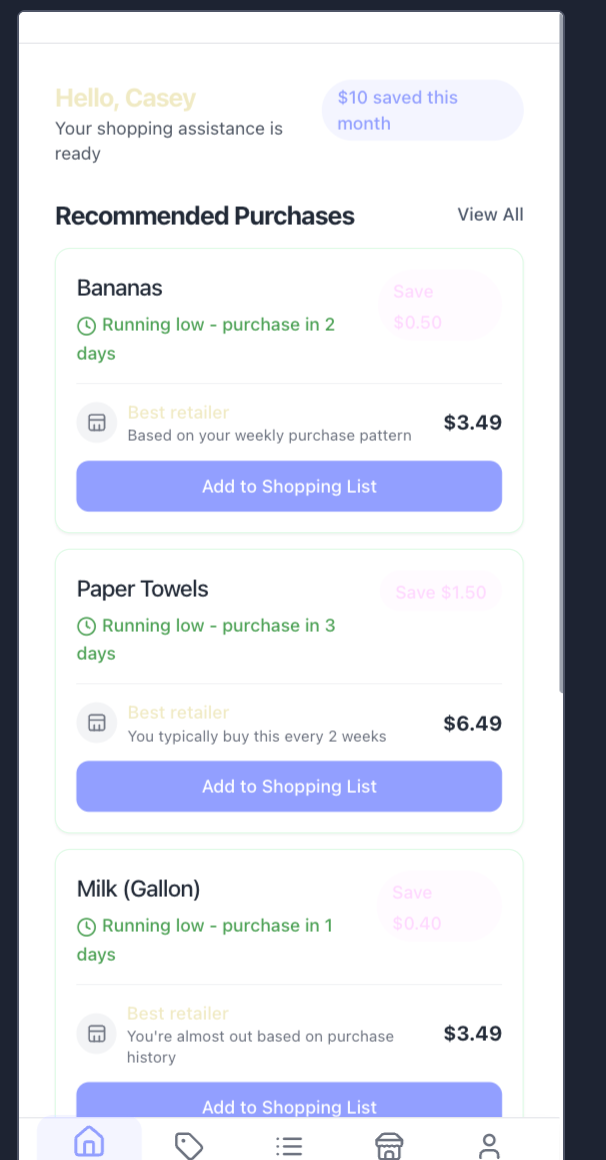 Hello, Casey
Your shopping assistance is
ready
$10 saved this
month
Recommended Purchases
View All
Bananas
Running low - purchase in 2
days
Save
$0.50
Best retailer
Based on your weekly purchase pattern
$3.49
Add to Shopping List
Paper Towels
Running low - purchase in 3
days
Save $1.50
Best retailer
You typically buy this every 2 weeks
$6.49
Add to Shopping List
Milk (Gallon)
Running low - purchase in 1
days
Save
$0.40
Best retailer
You're almost out based on purchase
history
$3.49
Add to Shopping List